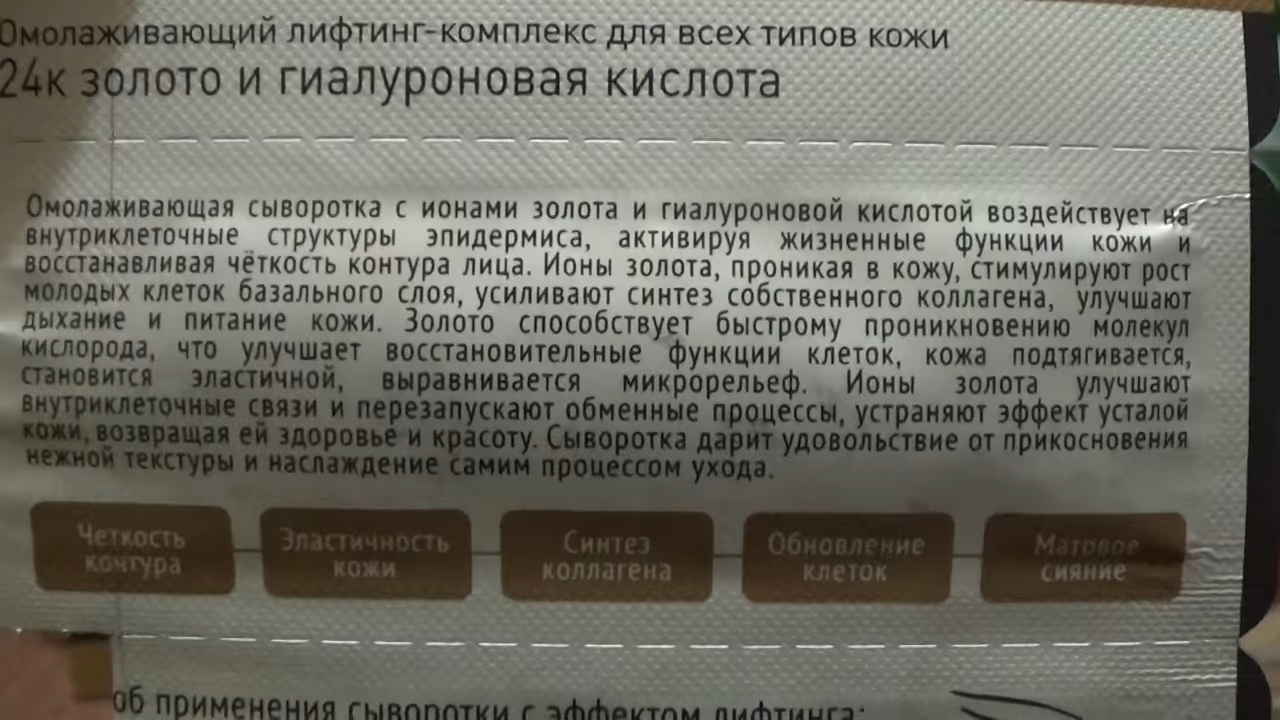 Омолаживающий лифтинг-комплекс для всех типов кожи
24к золото и гиалуроновая кислота
Омолаживающая сыворотка с ионами золота и гиалуроновой кислотой воздействует на
внутриклеточные структуры эпидермиса, активируя жизненные функции кожи и
восстанавливая чёткость контура лица. Ионы золота, проникая в кожу, стимулируют рост
молодых клеток базального слоя, усиливают синтез собственного коллагена, улучшают
дыхание и питание кожи. Золото способствует быстрому проникновению молекул
кислорода, что улучшает восстановительные функции клеток, кожа подтягивается,
становится эластичной, выравнивается микрорельеф. Ионы золота улучшают
внутриклеточные связи и перезапускают обменные процессы, устраняют эффект усталой
кожи, возвращая ей здоровье и красоту. Сыворотка дарит удовольствие от прикосновения
нежной текстуры и наслаждение самим процессом ухода.
Четкость
контура
Эластичность
кожи
Синтез
коллагена
Обновление
клеток
Матовое
сияние
об применения сыворотки с эффектом лифтинга: